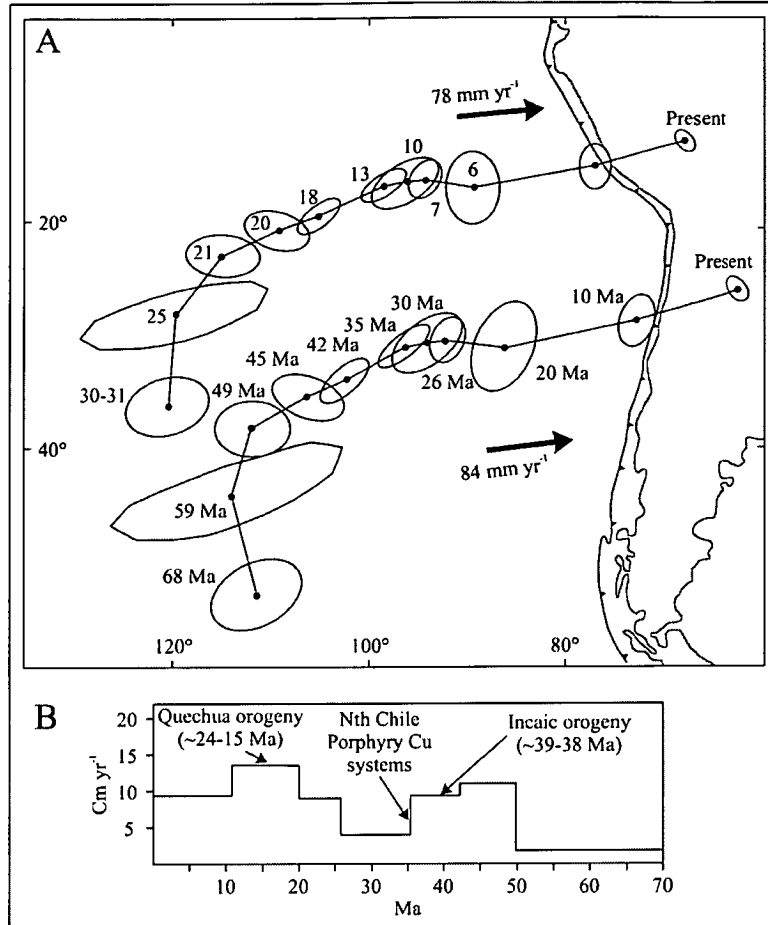 A
78 mm yr⁻¹
Present
10
6
13
7
18
20
21
Present
25
10 Ma
30 Ma
35 Ma
42 Ma
45 Ma
26 Ma
20 Ma
30-31
49 Ma
84 mm yr⁻¹
59 Ma
68 Ma
20°
40°
120°
100°
80°
B
Quechua orogeny
(~24-15 Ma)
Nth Chile
Porphyry Cu
systems
Incaic orogeny
(~39-38 Ma)
Cm yr⁻¹
20
15
10
5
10
20
30
40
50
60
70
Ma